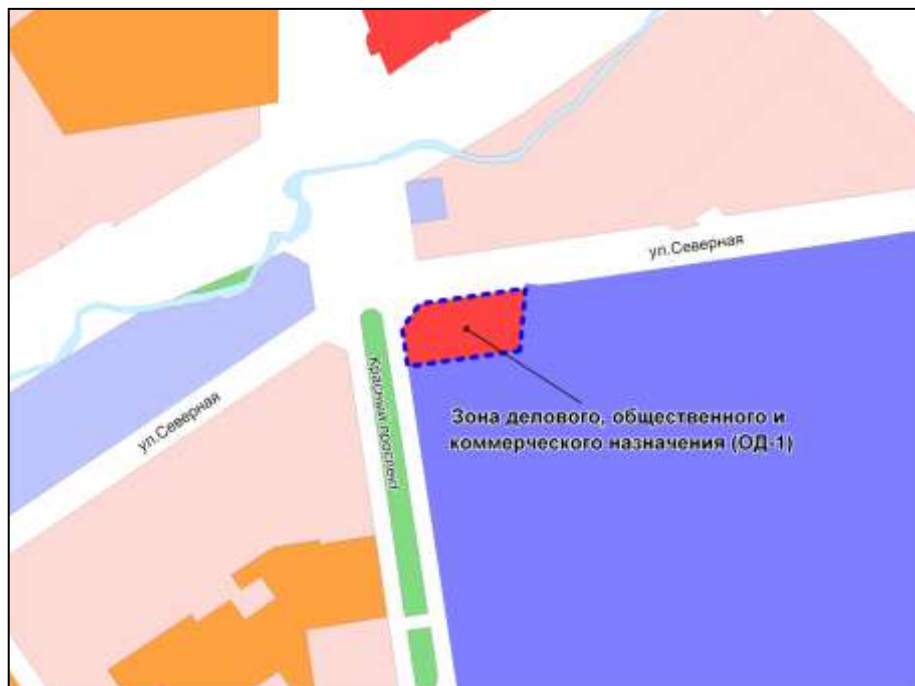 ул.Северная
Зона делового, общественного и
коммерческого назначения (ОД-1)
Красный проспект
ул.Северная